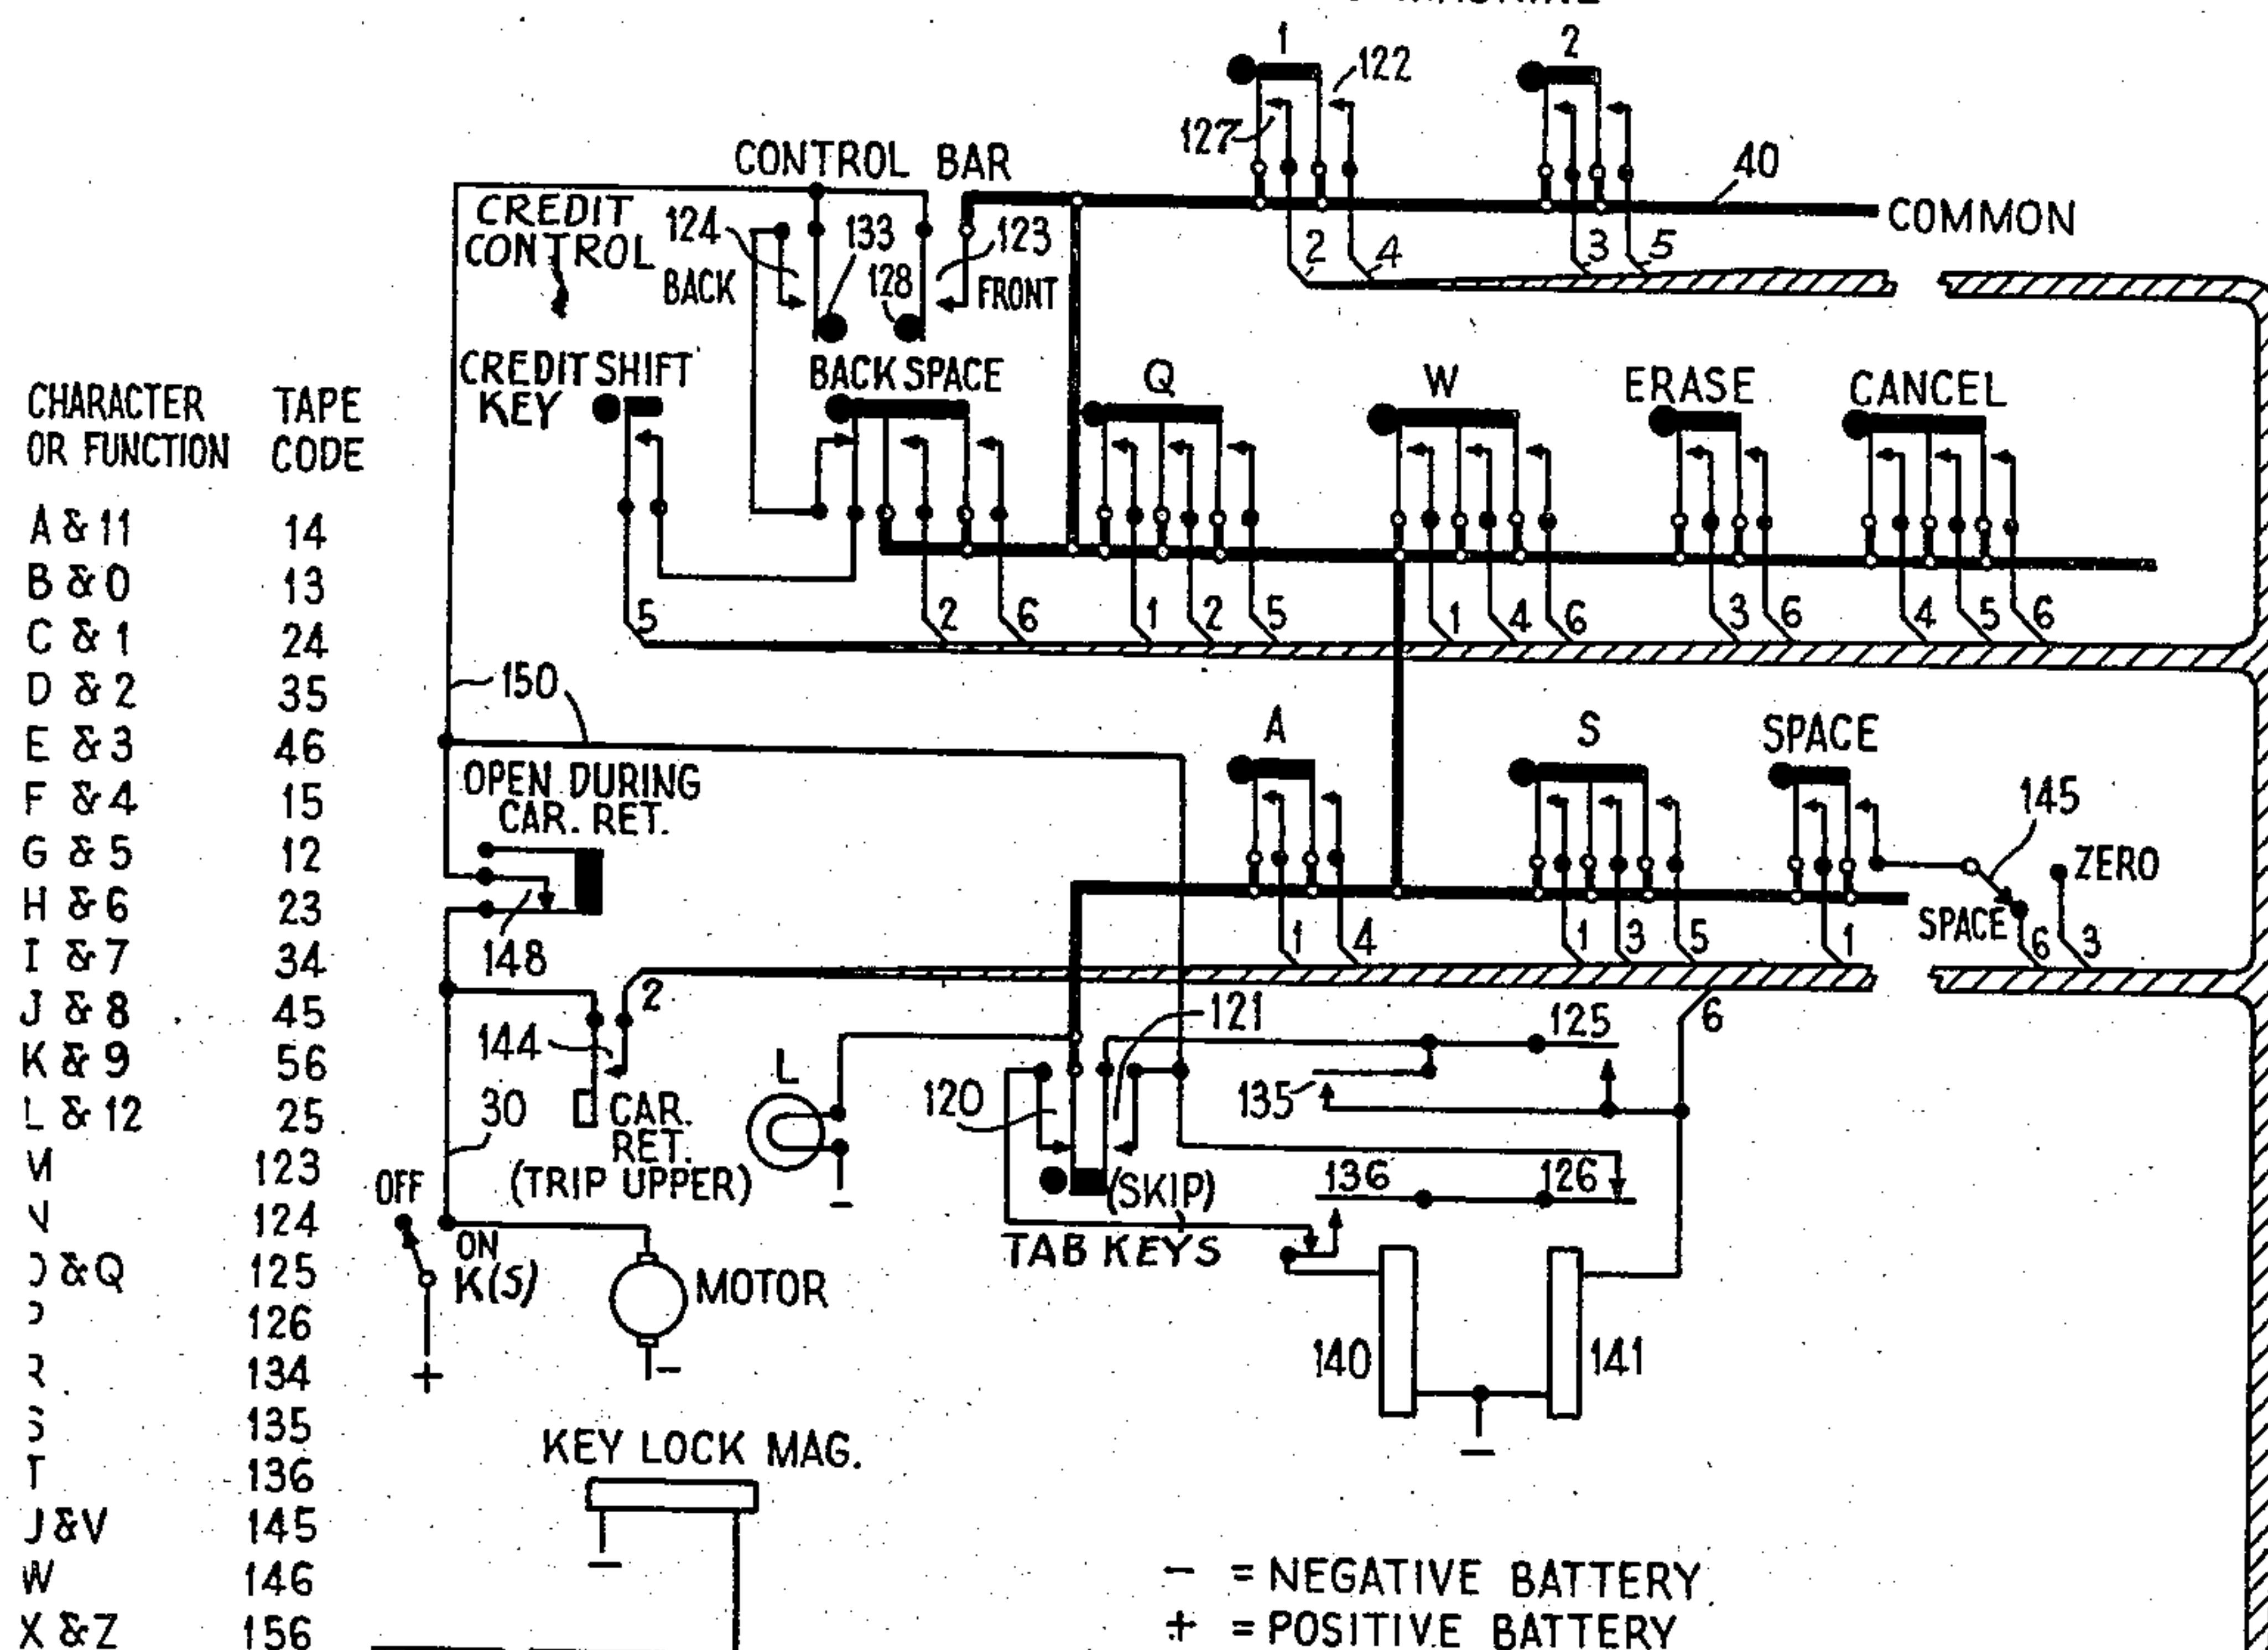 1
2
122
127
CONTROL BAR
40
COMMON
CREDIT
CONTROL
124
BACK
133
128
123
FRONT
2 4 3 5
CREDIT SHIFT
KEY
BACK SPACE
Q
W
ERASE
CANCEL
5 2 6 1 2 5 1 4 6 3 6 4 5 6
CHARACTER TAPE
OR FUNCTION CODE
A & 11 14
B & 0 13
C & 1 24
D & 2 35
E & 3 46
F & 4 15
G & 5 12
H & 6 23
I & 7 34
J & 8 45
K & 9 56
L & 12 25
123
124
&Q 125
126
134
135
T 136
&V 145
W 146
X & Z 156
150
A
S
SPACE
145
ZERO
SPACE
1 4 1 3 5 1 6 3
OPEN DURING
CAR. RET.
148
2
144
30
CAR.
RET.
(TRIP UPPER)
L
-
120
121
125
6
135
136
126
(SKIP)
TAB KEYS
OFF
ON
K(S)
+
MOTOR
-
140
141
-
KEY LOCK MAG.
-
- = NEGATIVE BATTERY
+ = POSITIVE BATTERY